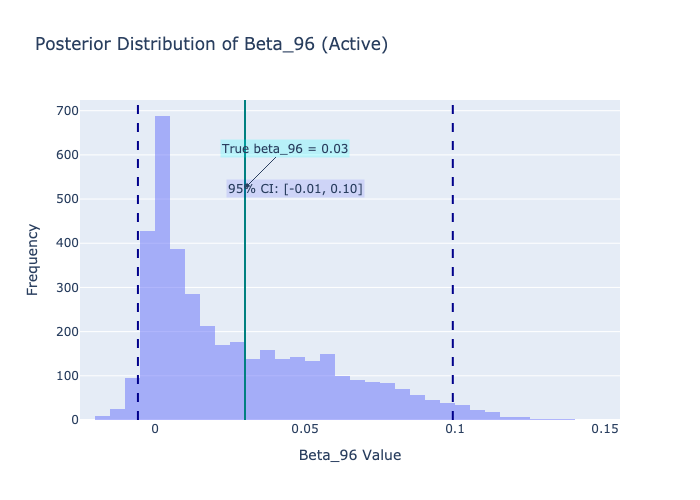 Posterior Distribution of Beta_96 (Active)
700
True beta_96 = 0.03
600
95% CI: [-0.01, 0.10]
500
400
300
200
100
0
Frequency
0
0.05
0.1
0.15
Beta_96 Value